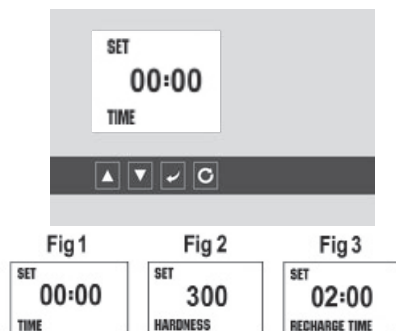 SET
00:00
TIME
Fig 1
Fig 2
Fig 3
SET
00:00
TIME
SET
300
HARDNESS
SET
02:00
RECHARGE TIME